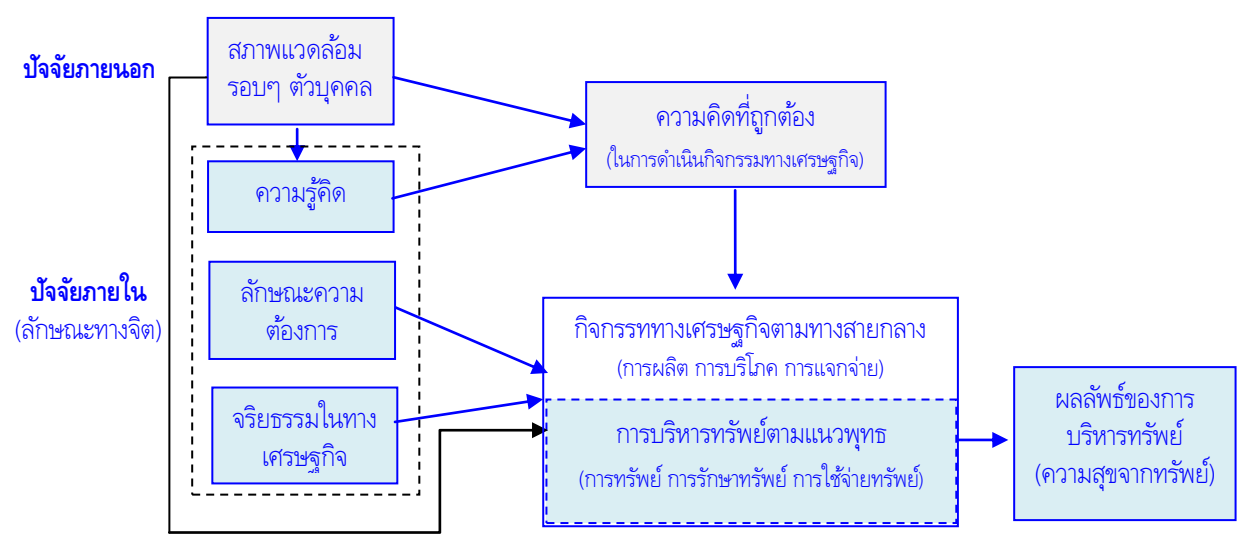 ปัจจัยภายนอก
สภาพแวดล้อม
รอบๆ ตัวบุคคล
ความคิดที่ถูกต้อง
(ในการดำเนินกิจกรรมทางเศรษฐกิจ)
ความรู้คิด
ปัจจัยภายใน
(ลักษณะทางจิต)
ลักษณะความ
ต้องการ
จริยธรรมในทาง
เศรษฐกิจ
กิจกรรททางเศรษฐกิจตามทางสายกลาง
(การผลิต การบริโภค การแจกจ่าย)
การบริหารทรัพย์ตามแนวพุทธ
(การทรัพย์ การรักษาทรัพย์ การใช้จ่ายทรัพย์)
ผลลัพธ์ของการ
บริหารทรัพย์
(ความสุขจากทรัพย์)